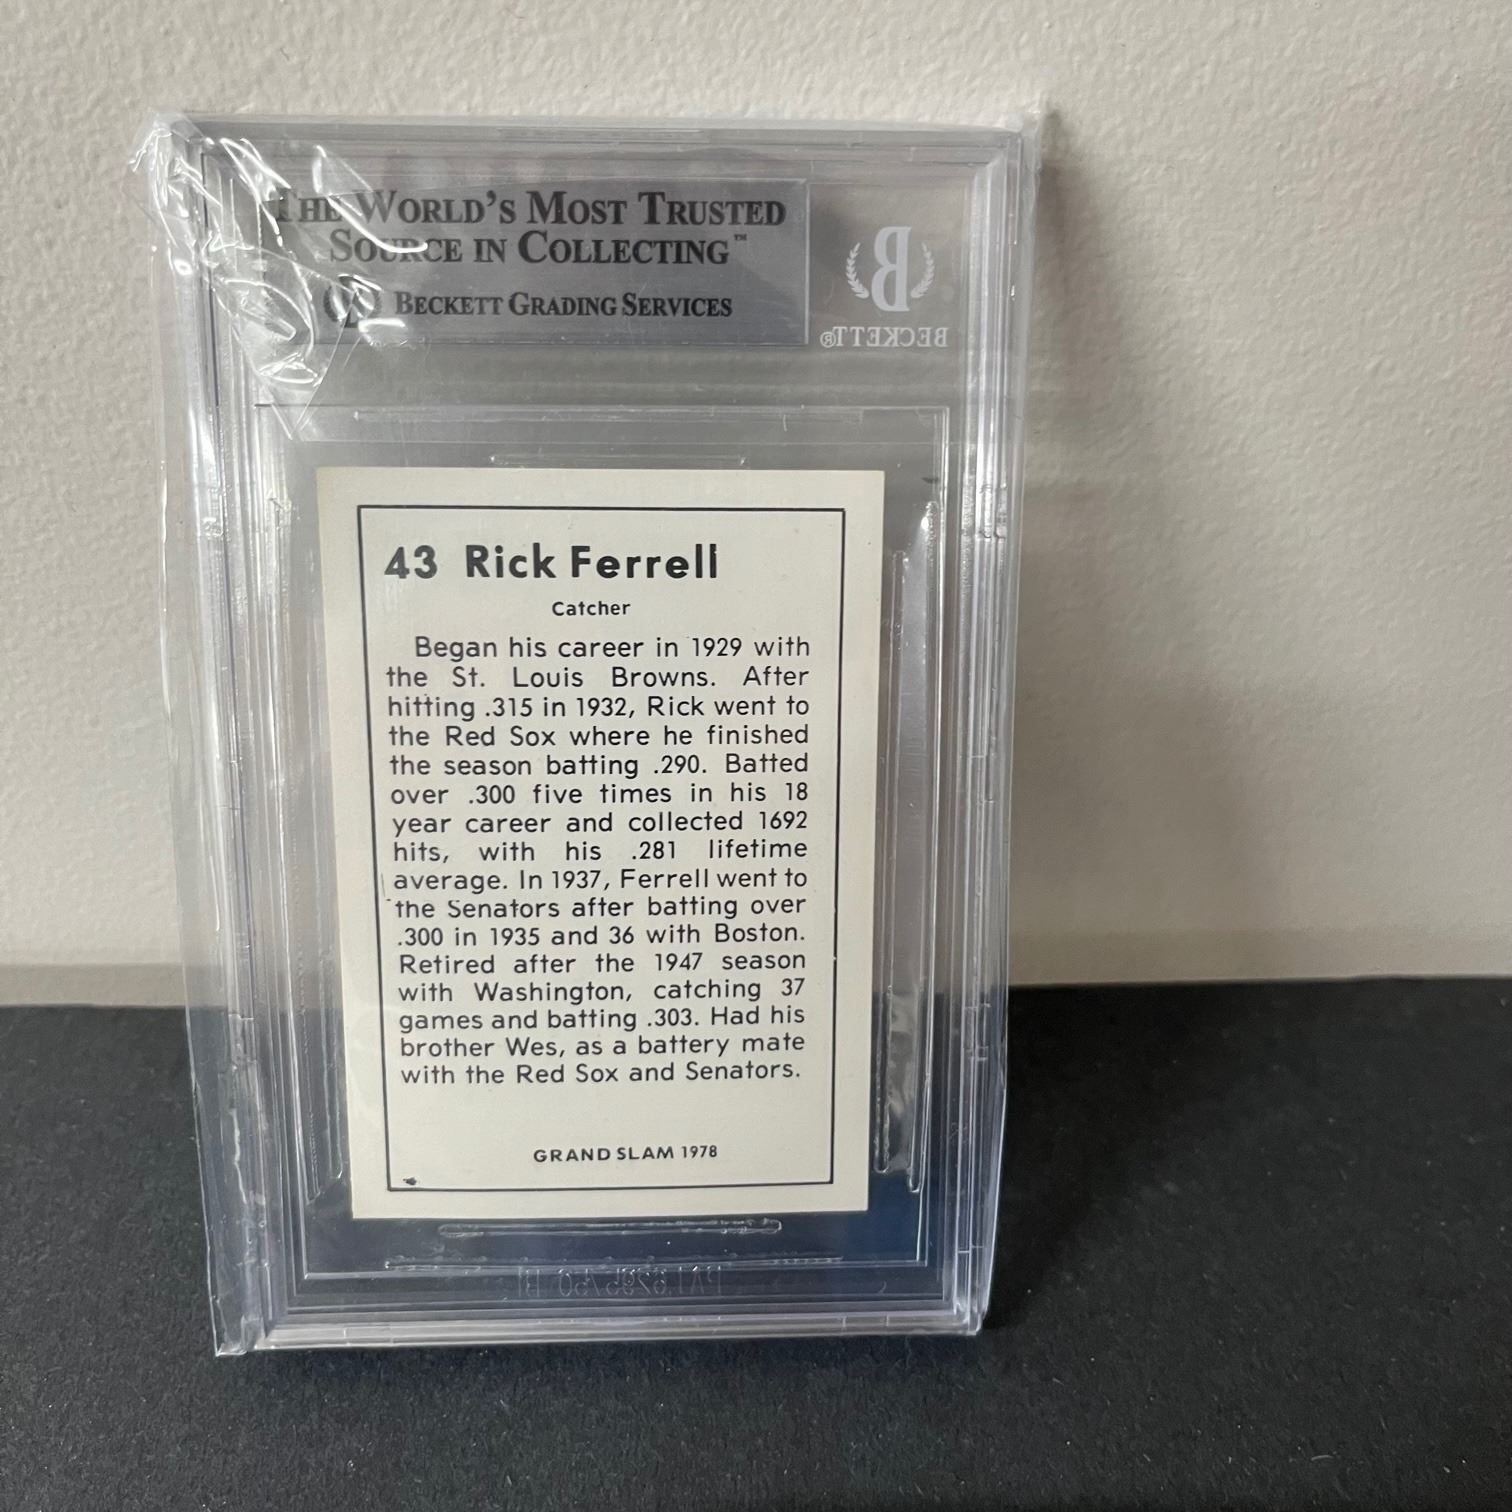 THE WORLD'S MOST TRUSTED
SOURCE IN COLLECTING™
BECKETT GRADING SERVICES
B
BECKETT®
43 Rick Ferrell
Catcher
Began his career in 1929 with
the St. Louis Browns. After
hitting .315 in 1932, Rick went to
the Red Sox where he finished
the season batting .290. Batted
over .300 five times in his 18
year career and collected 1692
hits, with his .281 lifetime
average. In 1937, Ferrell went to
the Senators after batting over
.300 in 1935 and 36 with Boston.
Retired after the 1947 season
with Washington, catching 37
games and batting .303. Had his
brother Wes, as a battery mate
with the Red Sox and Senators.
GRAND SLAM 1978